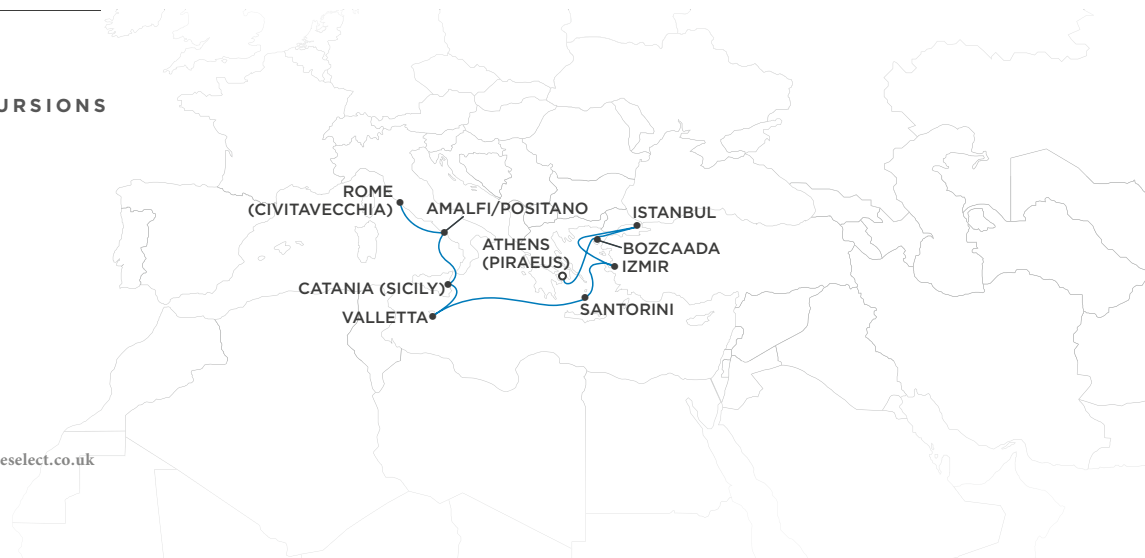 URSIONS
ROME
(CIVITAVECCHIA)
AMALFI/POSITANO
ISTANBUL
ATHENS
(PIRAEUS)
BOZCAADA
IZMIR
CATANIA (SICILY)
SANTORINI
VALLETTA
eselect.co.uk